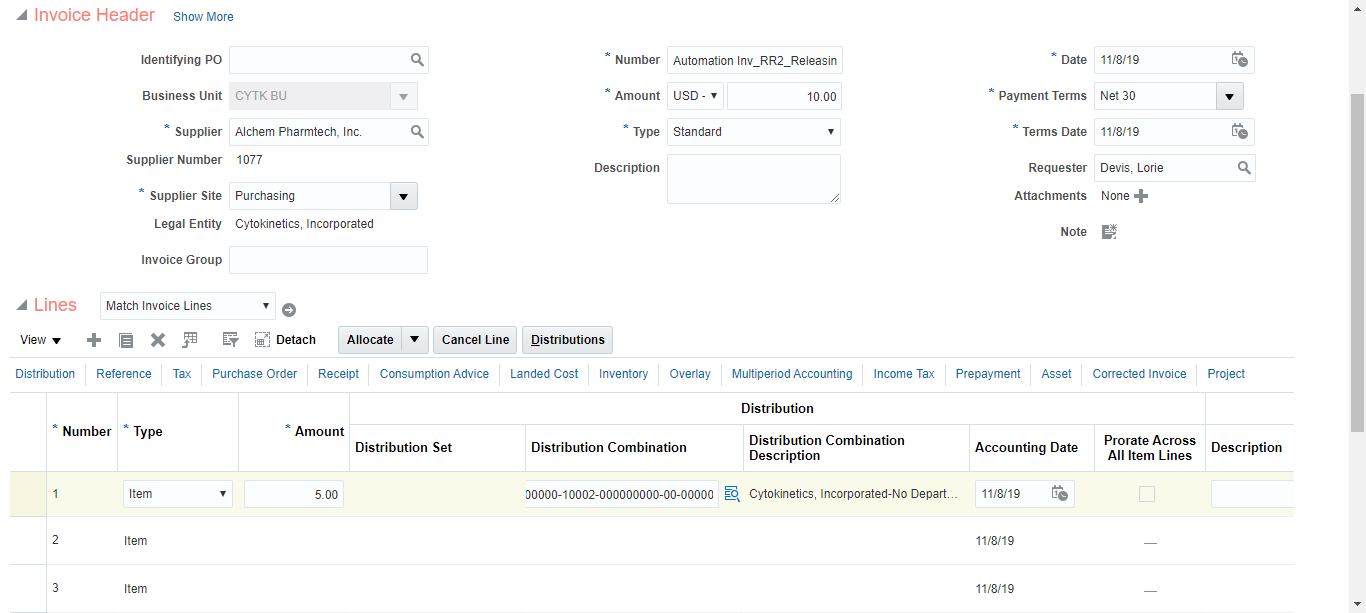 Invoice Header Show More
Identifying PO
* Number Automation Inv_RR2_Releasin
* Date 11/8/19
Business Unit CYTK BU
* Amount USD - 10.00
* Payment Terms Net 30
* Supplier Alchem Pharmtech, Inc.
* Type Standard
* Terms Date 11/8/19
Supplier Number 1077
Description
Requester Devis, Lorie
* Supplier Site Purchasing
Attachments None
Legal Entity Cytokinetics, Incorporated
Note
Invoice Group
Lines Match Invoice Lines
View Detach Allocate Cancel Line Distributions
Distribution Reference Tax Purchase Order Receipt Consumption Advice Landed Cost Inventory Overlay Multiperiod Accounting Income Tax Prepayment Asset Corrected Invoice Project
Distribution
* Number * Type * Amount Distribution Set Distribution Combination Distribution Combination Description Accounting Date Prorate Across All Item Lines Description
1 Item 5.00 00000-10002-000000000-00-00000 Cytokinetics, Incorporated-No Depart... 11/8/19
2 Item 11/8/19 —
3 Item 11/8/19 —